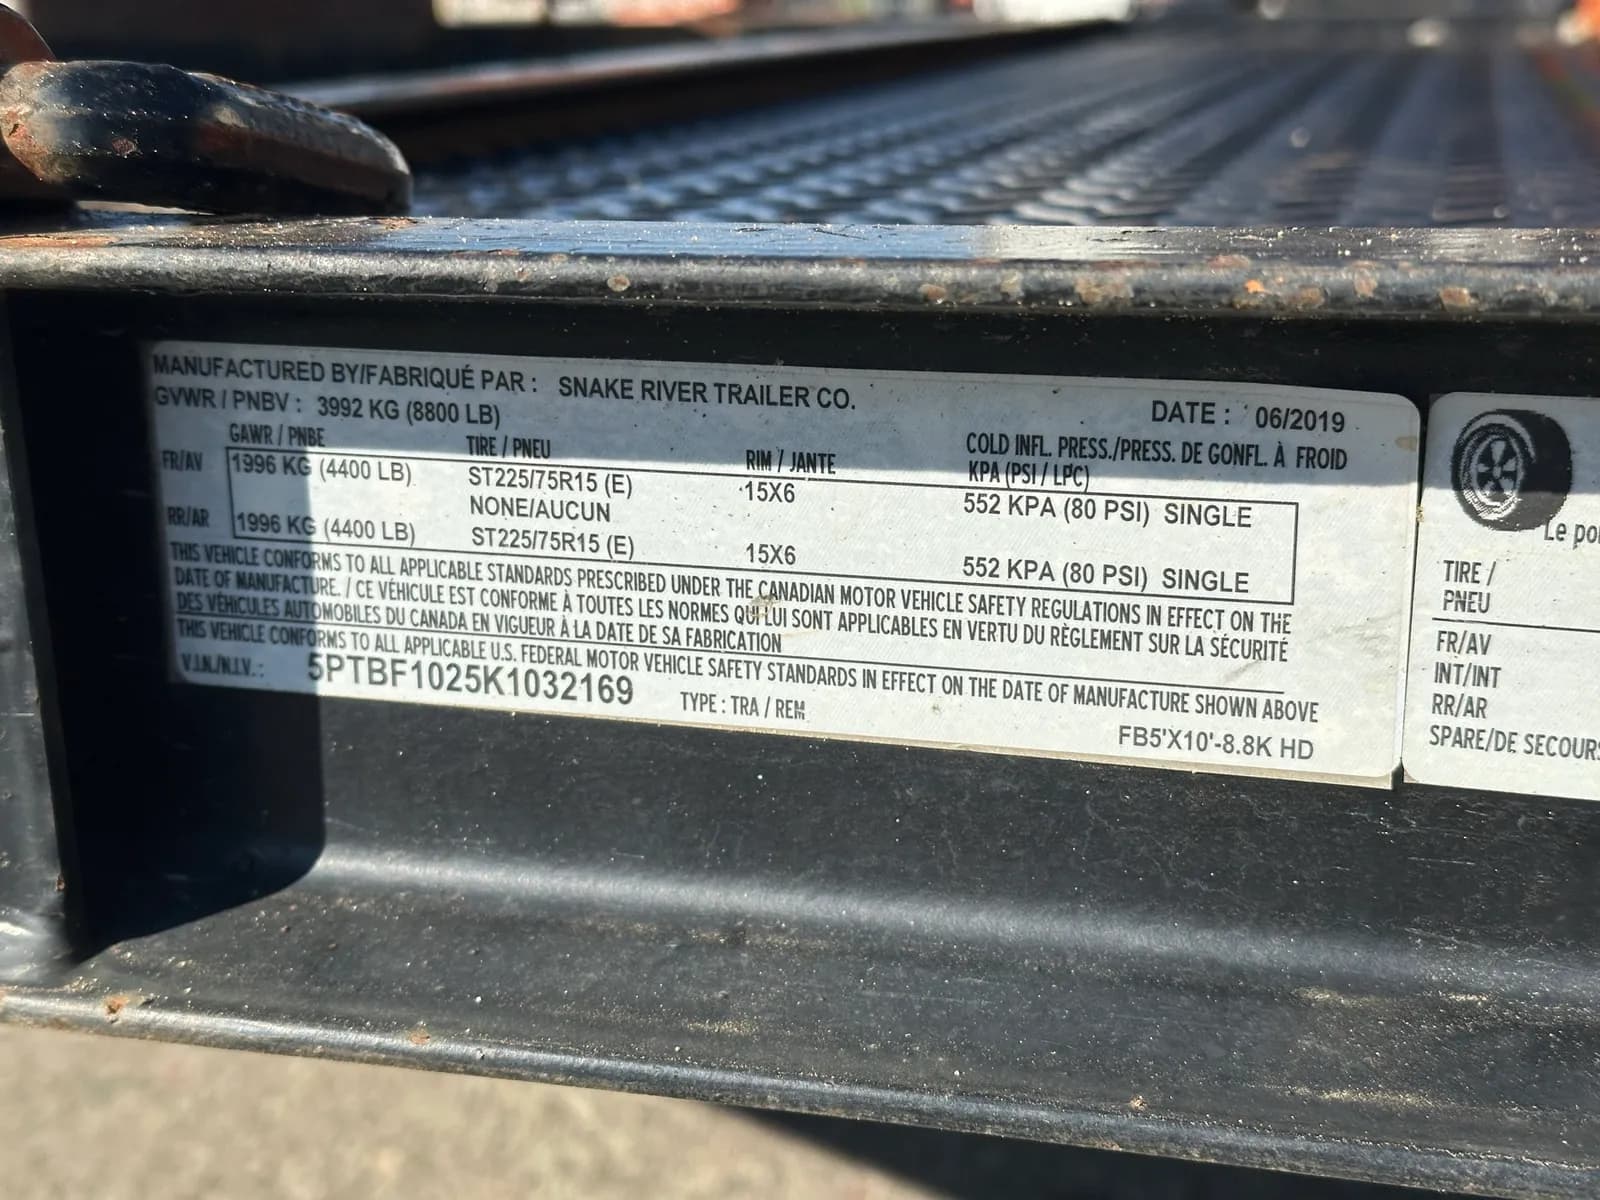 MANUFACTURED BY/FABRIQUÉ PAR : SNAKE RIVER TRAILER CO.
DATE : 06/2019
GVWR / PNBV : 3992 KG (8800 LB)
GAWR / PNBE TIRE / PNEU RIM / JANTE COLD INFL. PRESS./PRESS. DE GONFL. À FROID
KPA (PSI / LPC)
FR/AV 1996 KG (4400 LB) ST225/75R15 (E) 15X6 552 KPA (80 PSI) SINGLE
NONE/AUCUN
RR/AR 1996 KG (4400 LB) ST225/75R15 (E) 15X6 552 KPA (80 PSI) SINGLE
THIS VEHICLE CONFORMS TO ALL APPLICABLE STANDARDS PRESCRIBED UNDER THE CANADIAN MOTOR VEHICLE SAFETY REGULATIONS IN EFFECT ON THE
DATE OF MANUFACTURE. / CE VÉHICULE EST CONFORME À TOUTES LES NORMES QUI LUI SONT APPLICABLES EN VERTU DU RÈGLEMENT SUR LA SÉCURITÉ
DES VÉHICULES AUTOMOBILES DU CANADA EN VIGUEUR À LA DATE DE SA FABRICATION
THIS VEHICLE CONFORMS TO ALL APPLICABLE U.S. FEDERAL MOTOR VEHICLE SAFETY STANDARDS IN EFFECT ON THE DATE OF MANUFACTURE SHOWN ABOVE
V.I.N./N.I.V.: 5PTBF1025K1032169 TYPE : TRA / REM
FB5'X10'-8.8K HD
Le
TIRE /
PNEU
FR/AV
INT/INT
RR/AR
SPARE/DE SECOURS